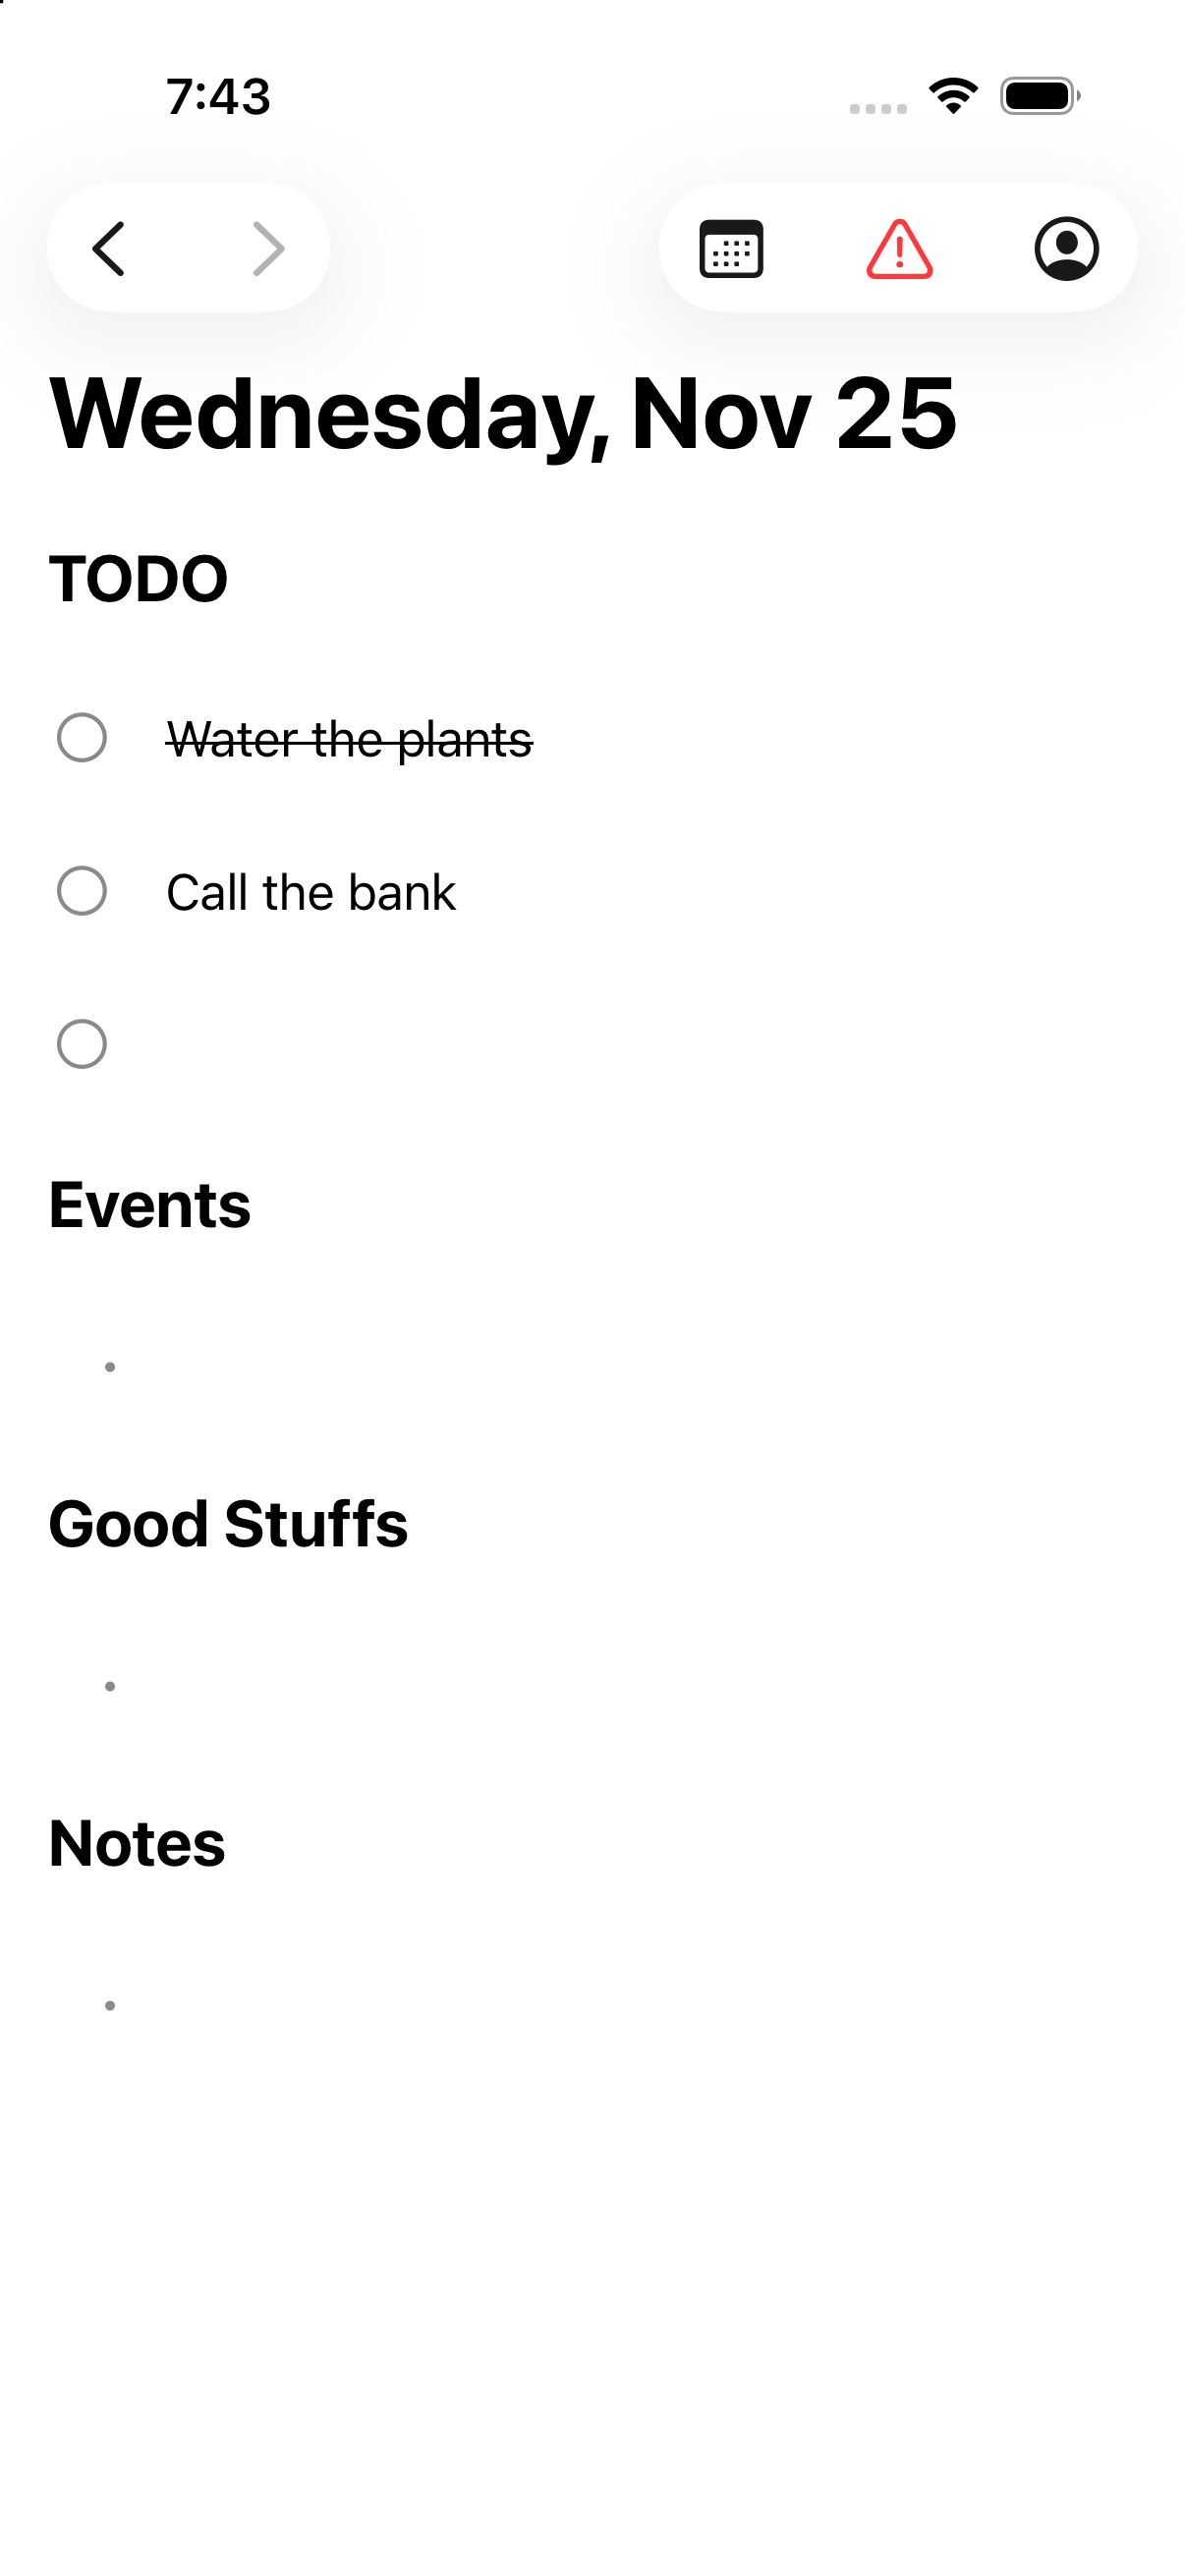 7:43
Wednesday, Nov 25
TODO
Water the plants
Call the bank
Events
Good Stuffs
Notes